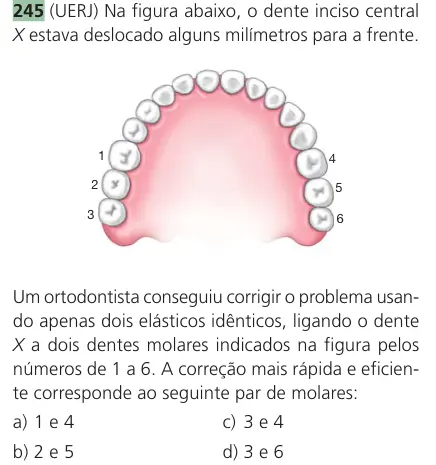 245 (UERJ) Na figura abaixo, o dente inciso central
X estava deslocado alguns milímetros para a frente.
1
4
2
5
3
6
Um ortodontista conseguiu corrigir o problema usan-
do apenas dois elásticos idênticos, ligando o dente
X a dois dentes molares indicados na figura pelos
números de 1 a 6. A correção mais rápida e eficien-
te corresponde ao seguinte par de molares:
a) 1 e 4
c) 3 e 4
b) 2 e 5
d) 3 e 6